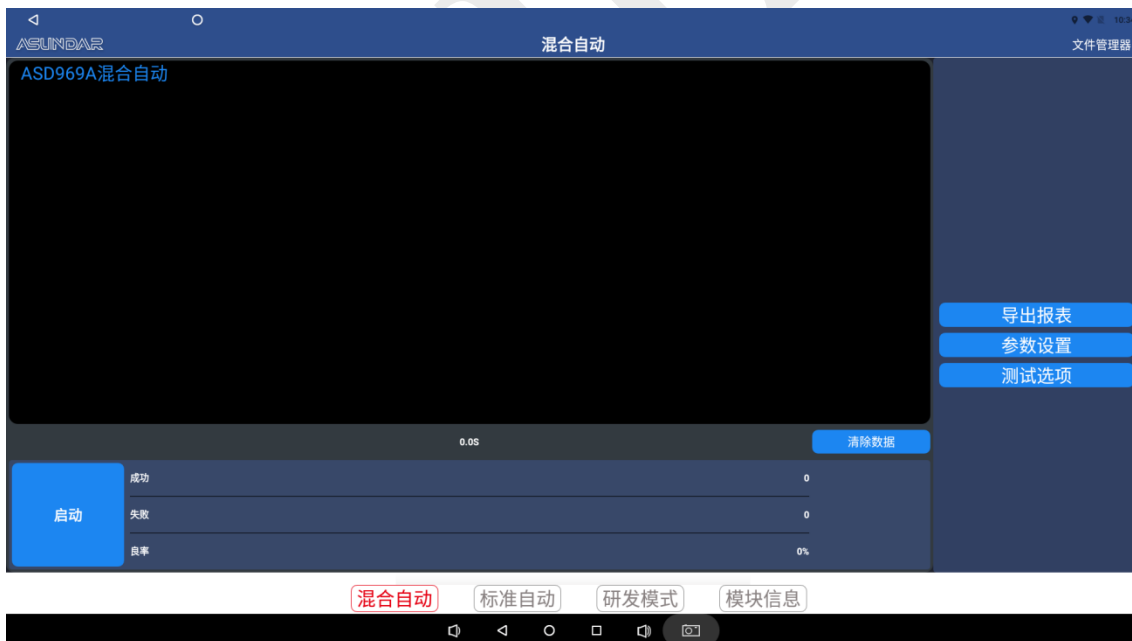 ASUNDAR
混合自动
文件管理器
ASD969A混合自动
导出报表
参数设置
测试选项
0.0S
清除数据
启动
成功 0
失败 0
良率 0%
混合自动 标准自动 研发模式 模块信息